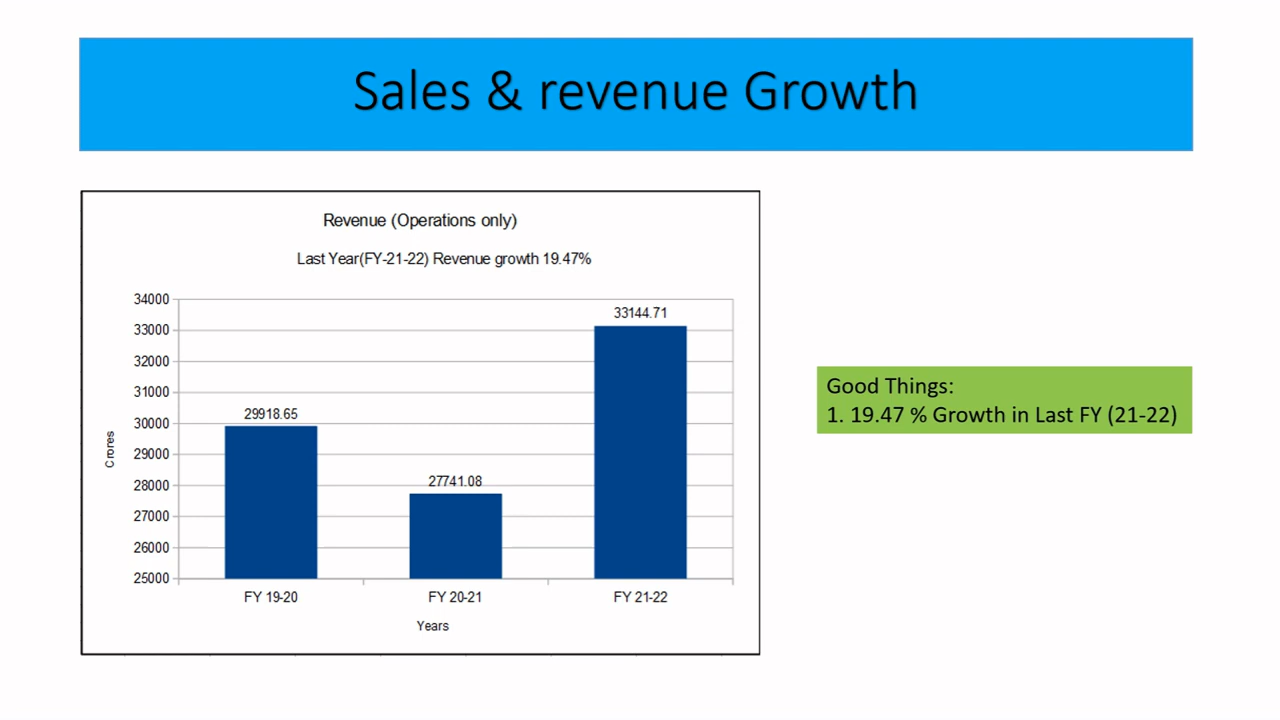 Sales & revenue Growth
Revenue (Operations only)
Last Year(FY-21-22) Revenue growth 19.47%
34000
33000
32000
31000
30000
29000
28000
27000
26000
25000
Crores
29918.65
27741.08
33144.71
FY 19-20
FY 20-21
FY 21-22
Years
Good Things:
1. 19.47 % Growth in Last FY (21-22)